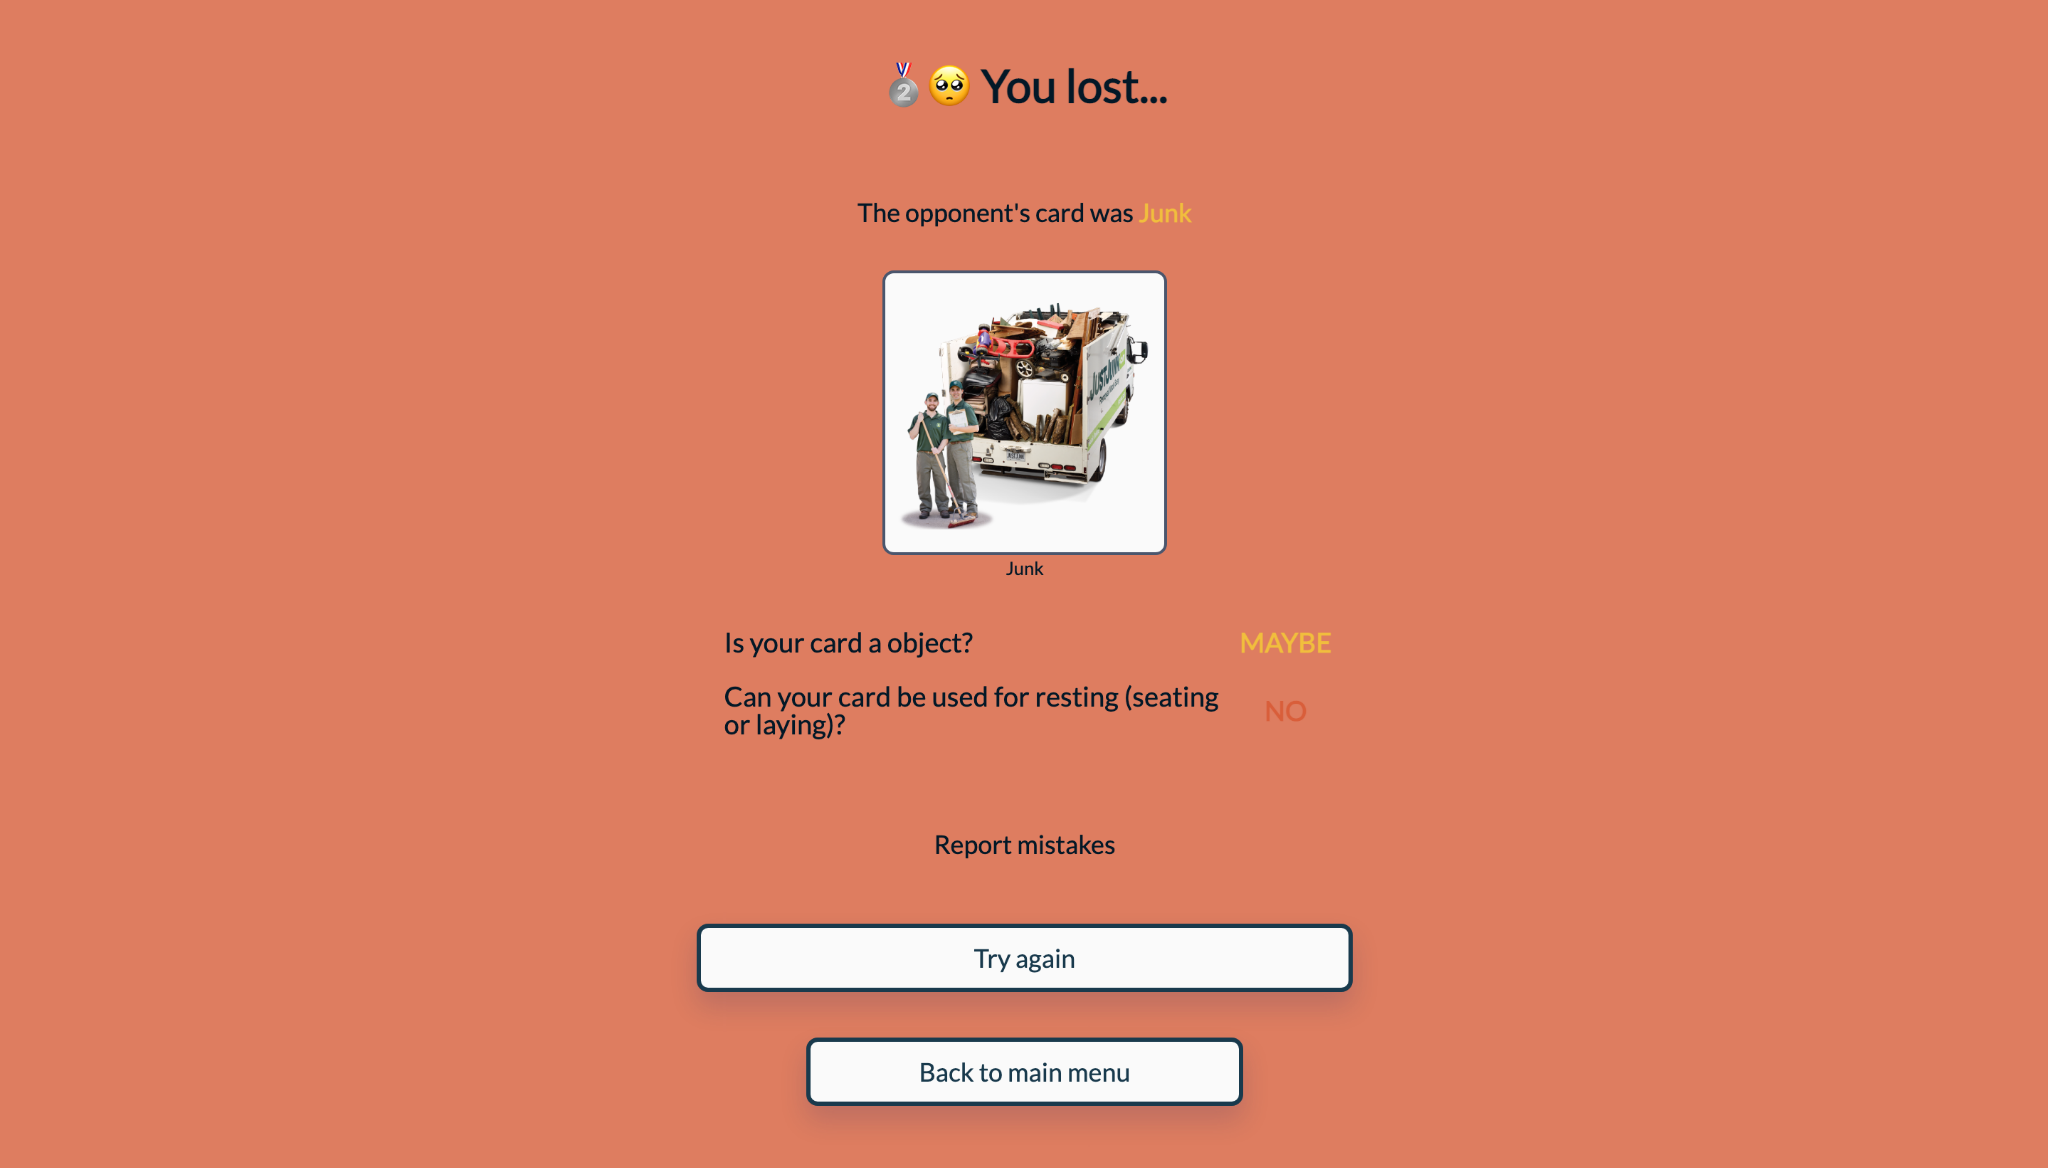 You lost...
The opponent's card was Junk
JUSTJUNK
Junk
Is your card a object? MAYBE
Can your card be used for resting (seating
or laying)? NO
Report mistakes
Try again
Back to main menu